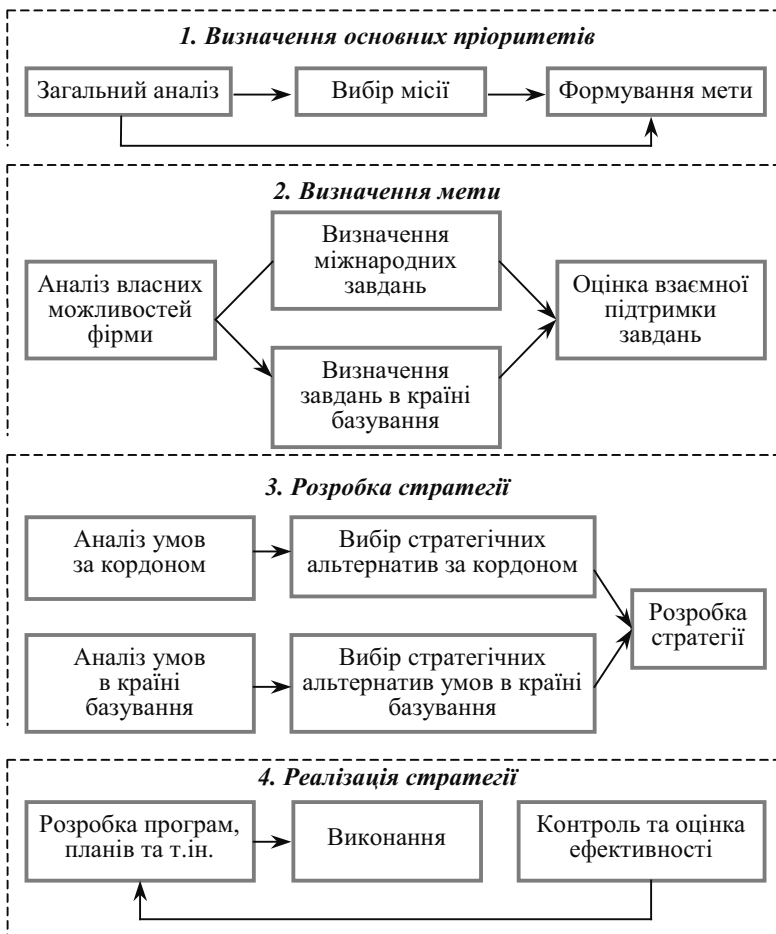 1. Визначення основних пріоритетів
Загальний аналіз
Вибір місії
Формування мети
2. Визначення мети
Аналіз власних
можливостей
фірми
Визначення
міжнародних
завдань
Визначення
завдань в країні
базування
Оцінка взаємної
підтримки
завдань
3. Розробка стратегії
Аналіз умов
за кордоном
Вибір стратегічних
альтернатив за кордоном
Аналіз умов
в країні
базування
Вибір стратегічних
альтернатив умов в країні
базування
Розробка
стратегії
4. Реалізація стратегії
Розробка програм,
планів та т.ін.
Виконання
Контроль та оцінка
ефективності